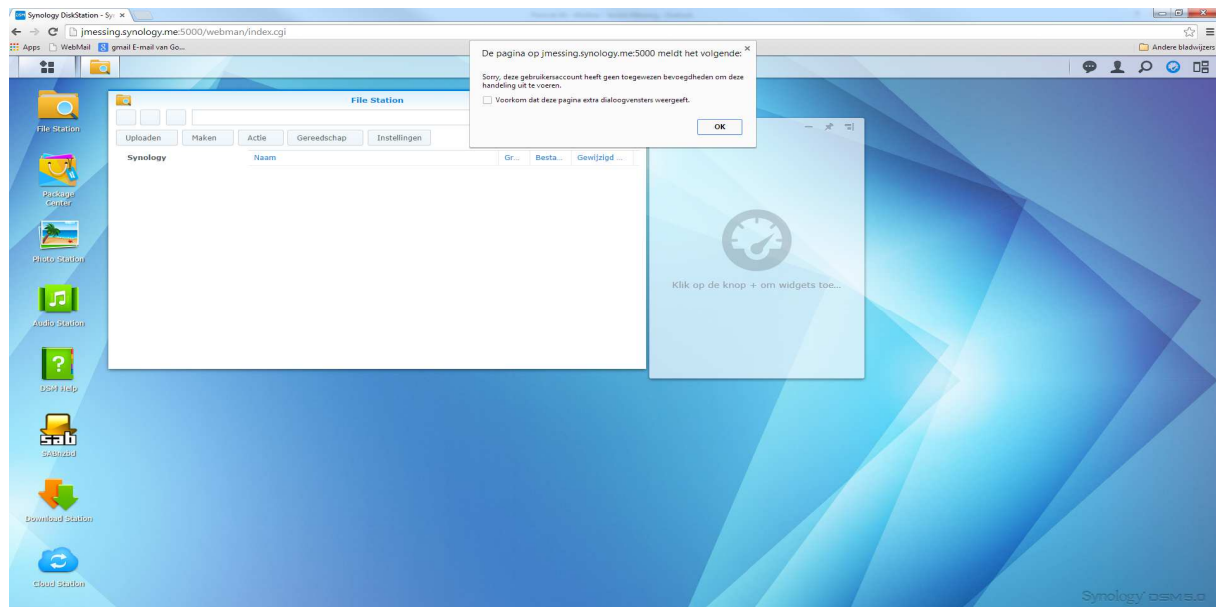 Synology DiskStation - Sy
jmessing.synology.me:5000/webman/index.cgi
Apps WebMail gmail E-mail van Go... Andere bladwijzers
De pagina op jmessing.synology.me:5000 meldt het volgende:
Sorry, deze gebruikersaccount heeft geen toegewezen bevoegdheden om deze
handeling uit te voeren.
Voorkom dat deze pagina extra dialoogvensters weergeeft.
OK
File Station
Uploaden Maken Actie Gereedschap Instellingen
Synology Naam Gr... Besta... Gewijzigd ...
File Station
Package
Center
Photo Station
Audio Station
DSM Help
sab
SABnzbd
Download Station
Cloud Station
Klik op de knop + om widgets toe...
Synology DSM 5.0